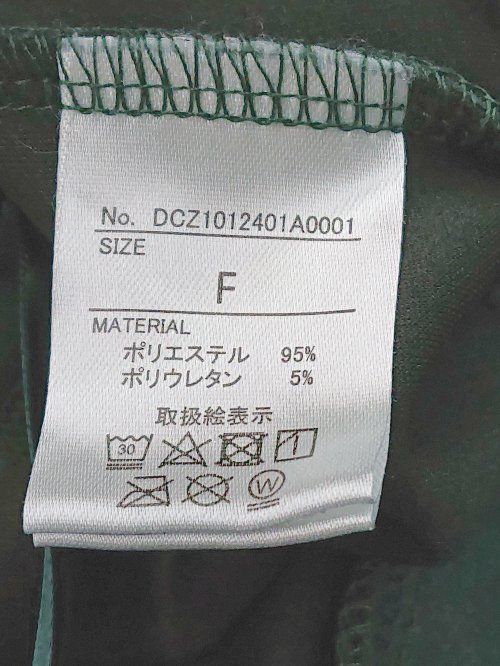 No. DCZ1012401A0001
SIZE
F
MATERIAL
ポリエステル 95%
ポリウレタン 5%
取扱絵表示
30
W